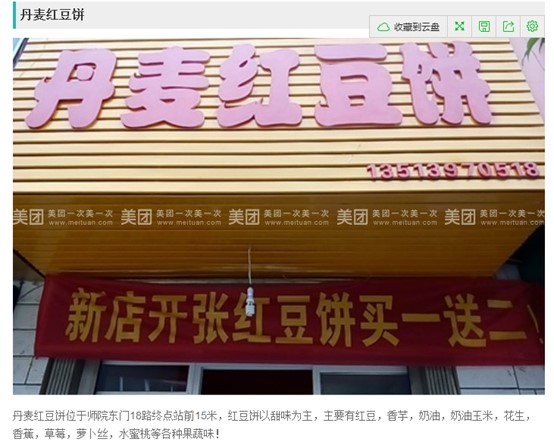 丹麦红豆饼
收藏到云盘
丹麦红豆饼
13513970518
美团 美团一次美一次 www.meituan.com 美团 美团一次美一次 www.meituan.com 美团 美团一次美一次 www.meituan.com 美团 美团一次美一次 www.meituan.com 美团 美团一次美一次 www.meituan.com
新店开张红豆饼买一送二！
丹麦红豆饼位于师院东门18路终点站前15米，红豆饼以甜味为主，主要有红豆，香芋，奶油，奶油玉米，花生，
香蕉，草莓，萝卜丝，水蜜桃等各种果蔬味！